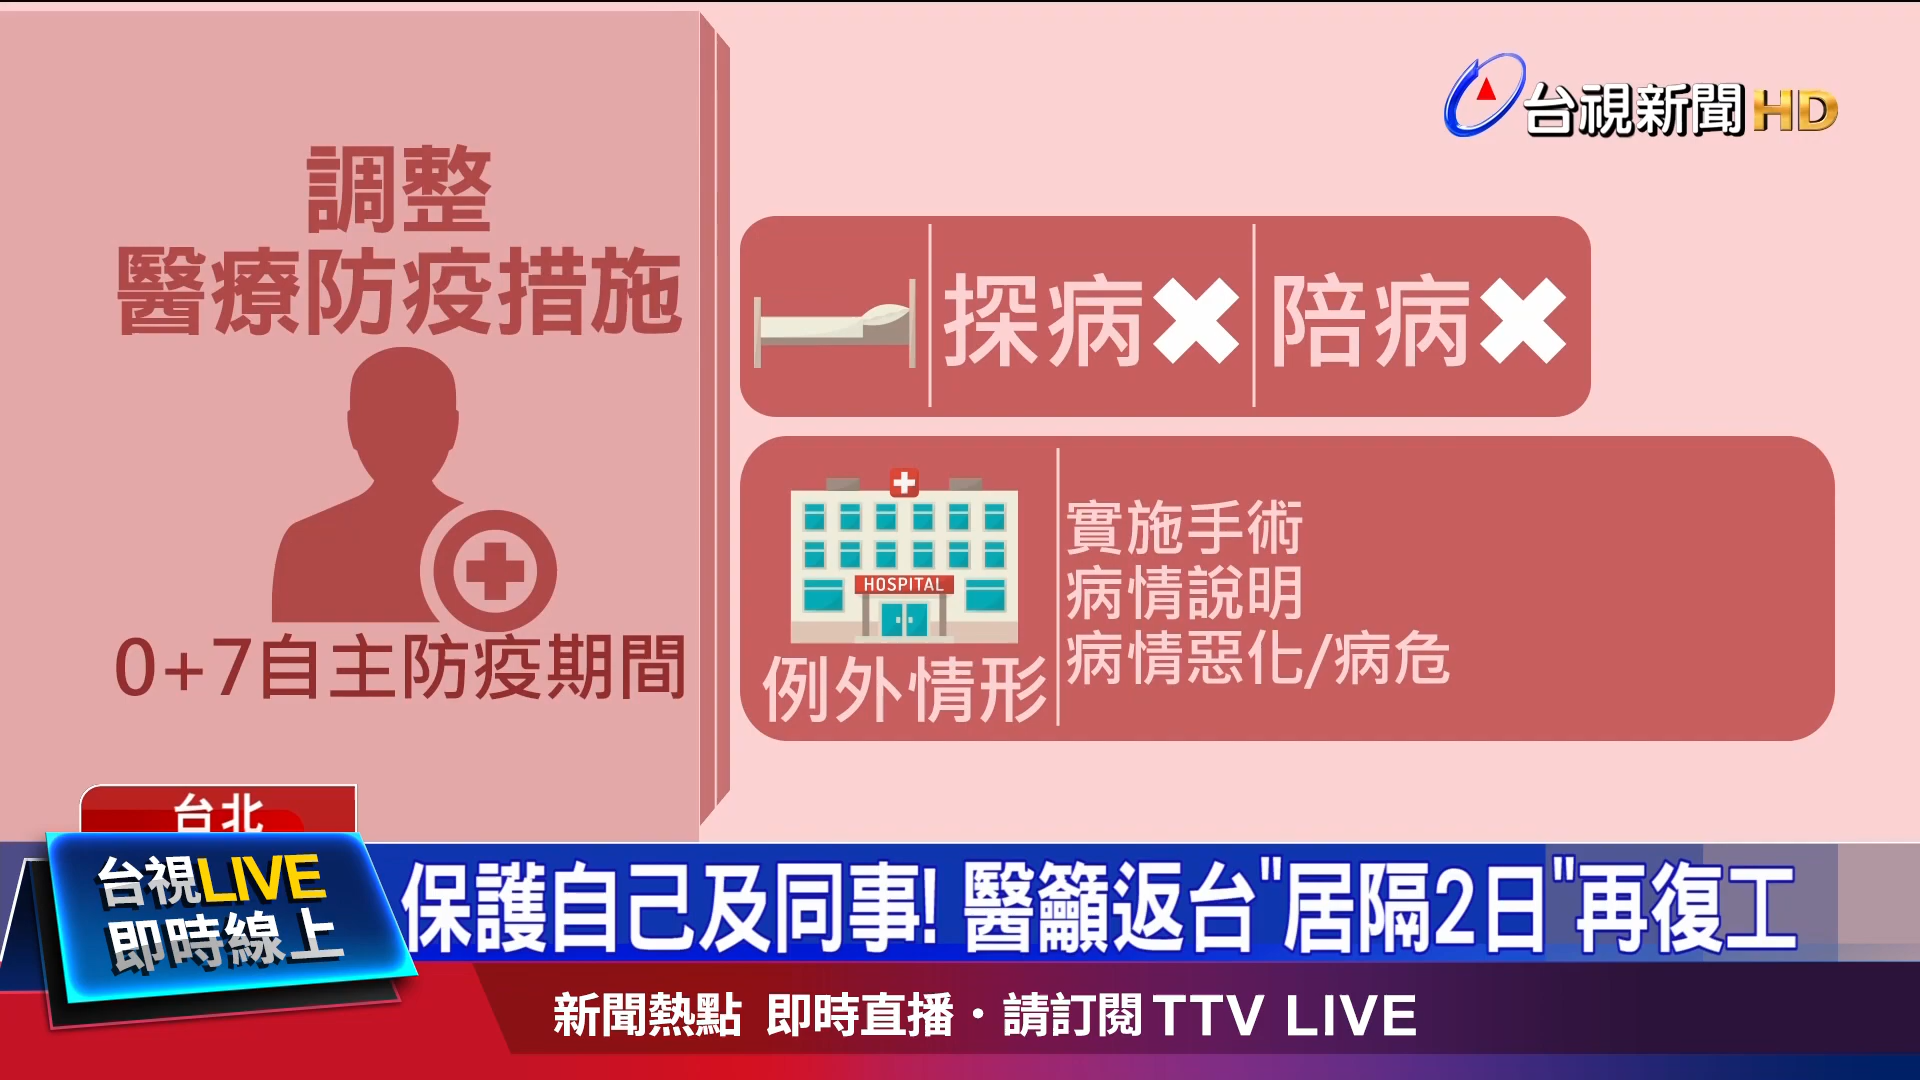 台視新聞HD
調整
醫療防疫措施
0+7自主防疫期間
探病✖ 陪病✖
HOSPITAL
例外情形
實施手術
病情說明
病情惡化/病危
台北
台視LIVE
即時線上
保護自己及同事! 醫籲返台"居隔2日"再復工
新聞熱點 即時直播・請訂閱TTV LIVE